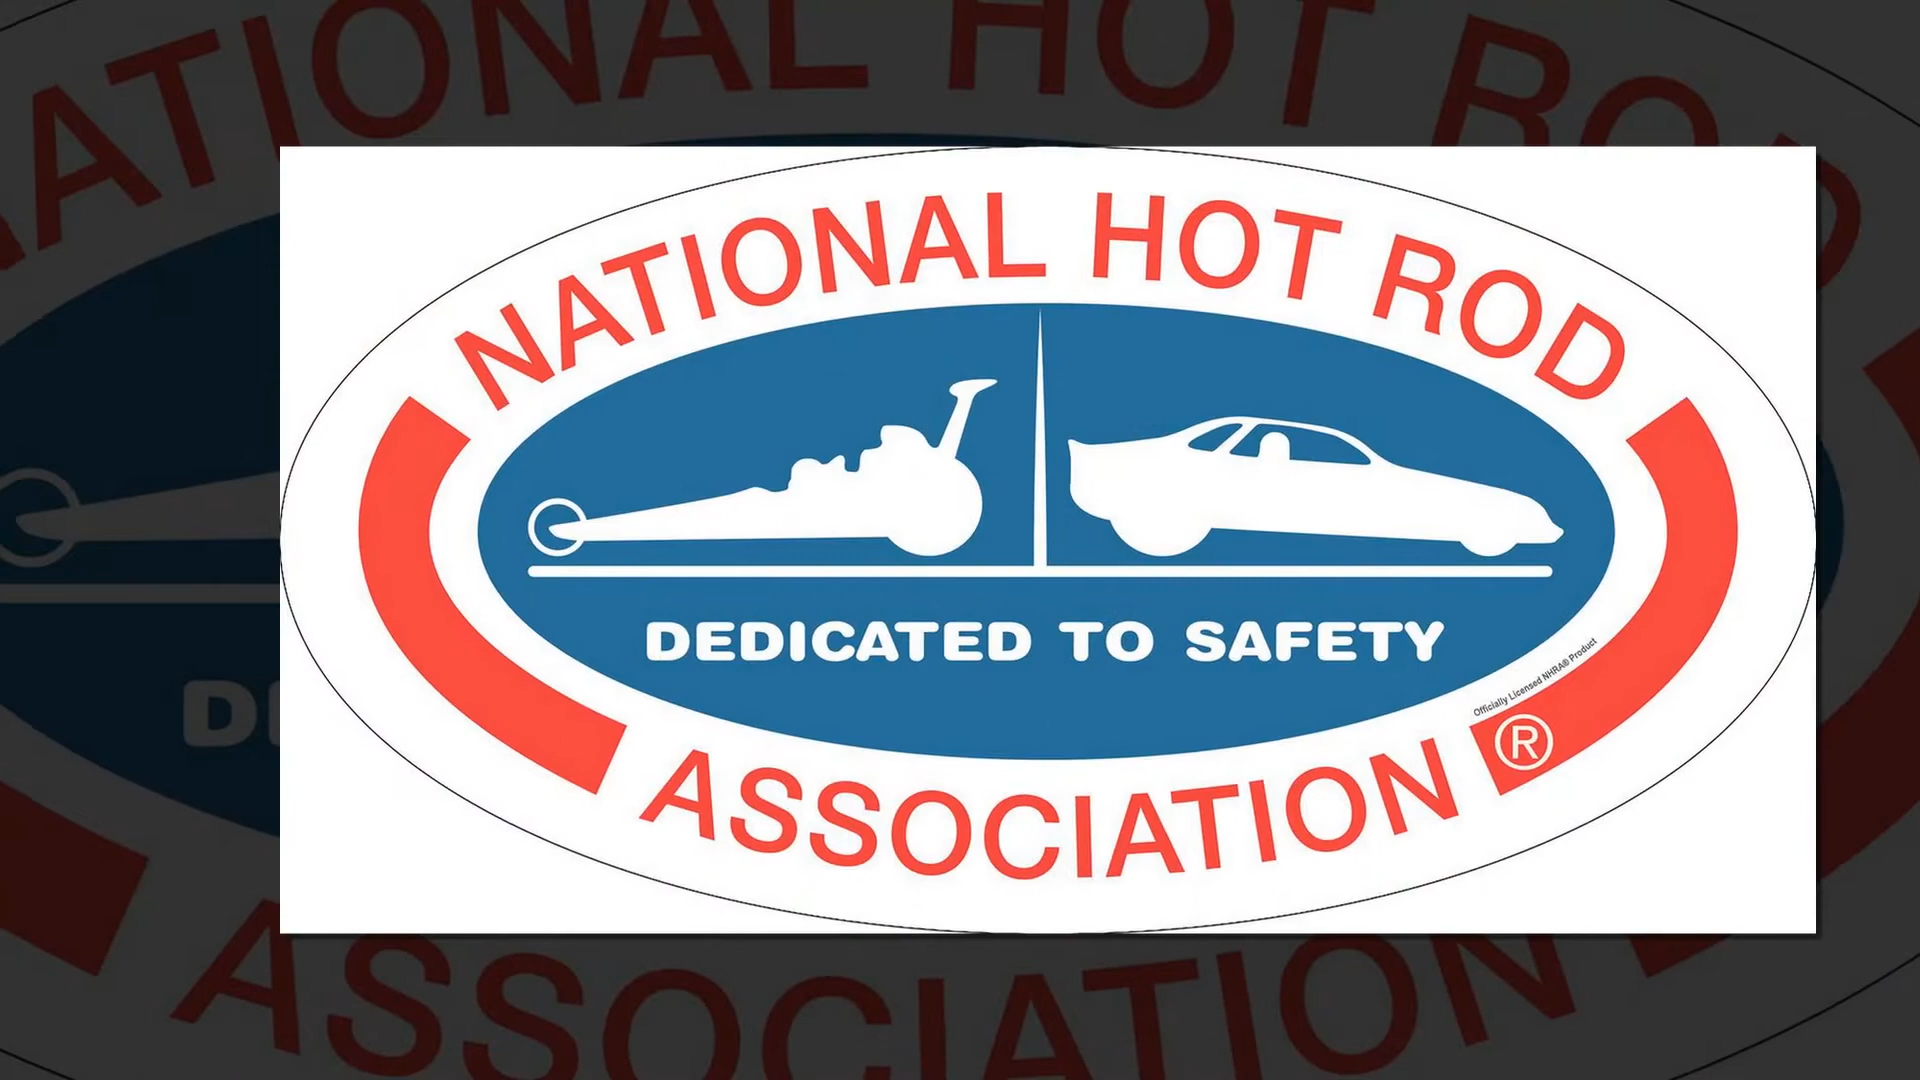 NATIONAL HOT ROD
DEDICATED TO SAFETY
Officially Licensed NHRA® Product
ASSOCIATION ®